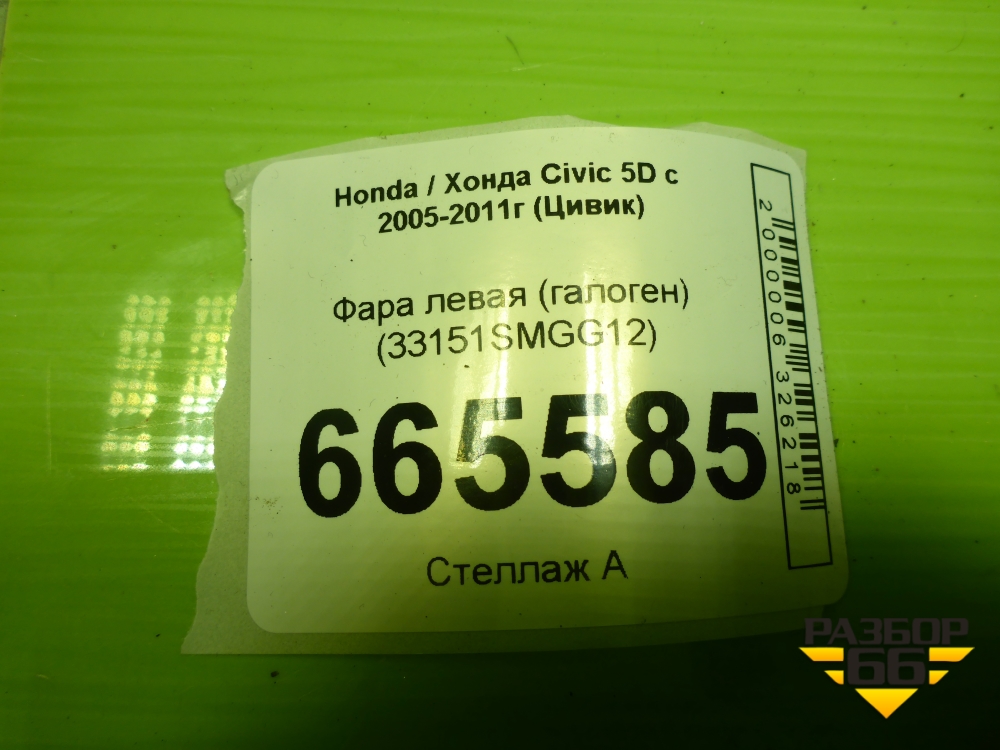 Honda / Хонда Civic 5D с
2005-2011г (Цивик)
Фара левая (галоген)
(33151SMGG12)
665585
Стеллаж А
2000006326218
РАЗБОР
66